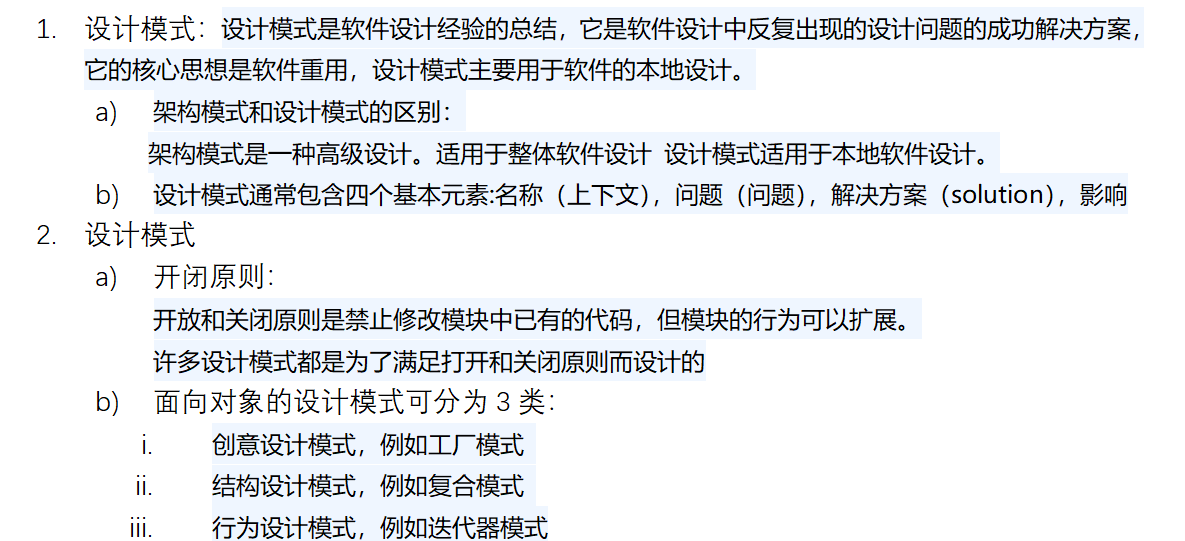 1. 设计模式：设计模式是软件设计经验的总结，它是软件设计中反复出现的设计问题的成功解决方案，
它的核心思想是软件重用，设计模式主要用于软件的本地设计。
a) 架构模式和设计模式的区别：
架构模式是一种高级设计。适用于整体软件设计 设计模式适用于本地软件设计。
b) 设计模式通常包含四个基本元素:名称（上下文），问题（问题），解决方案（solution），影响
2. 设计模式
a) 开闭原则：
开放和关闭原则是禁止修改模块中已有的代码，但模块的行为可以扩展。
许多设计模式都是为了满足打开和关闭原则而设计的
b) 面向对象的设计模式可分为 3 类：
i. 创意设计模式，例如工厂模式
ii. 结构设计模式，例如复合模式
iii. 行为设计模式，例如迭代器模式